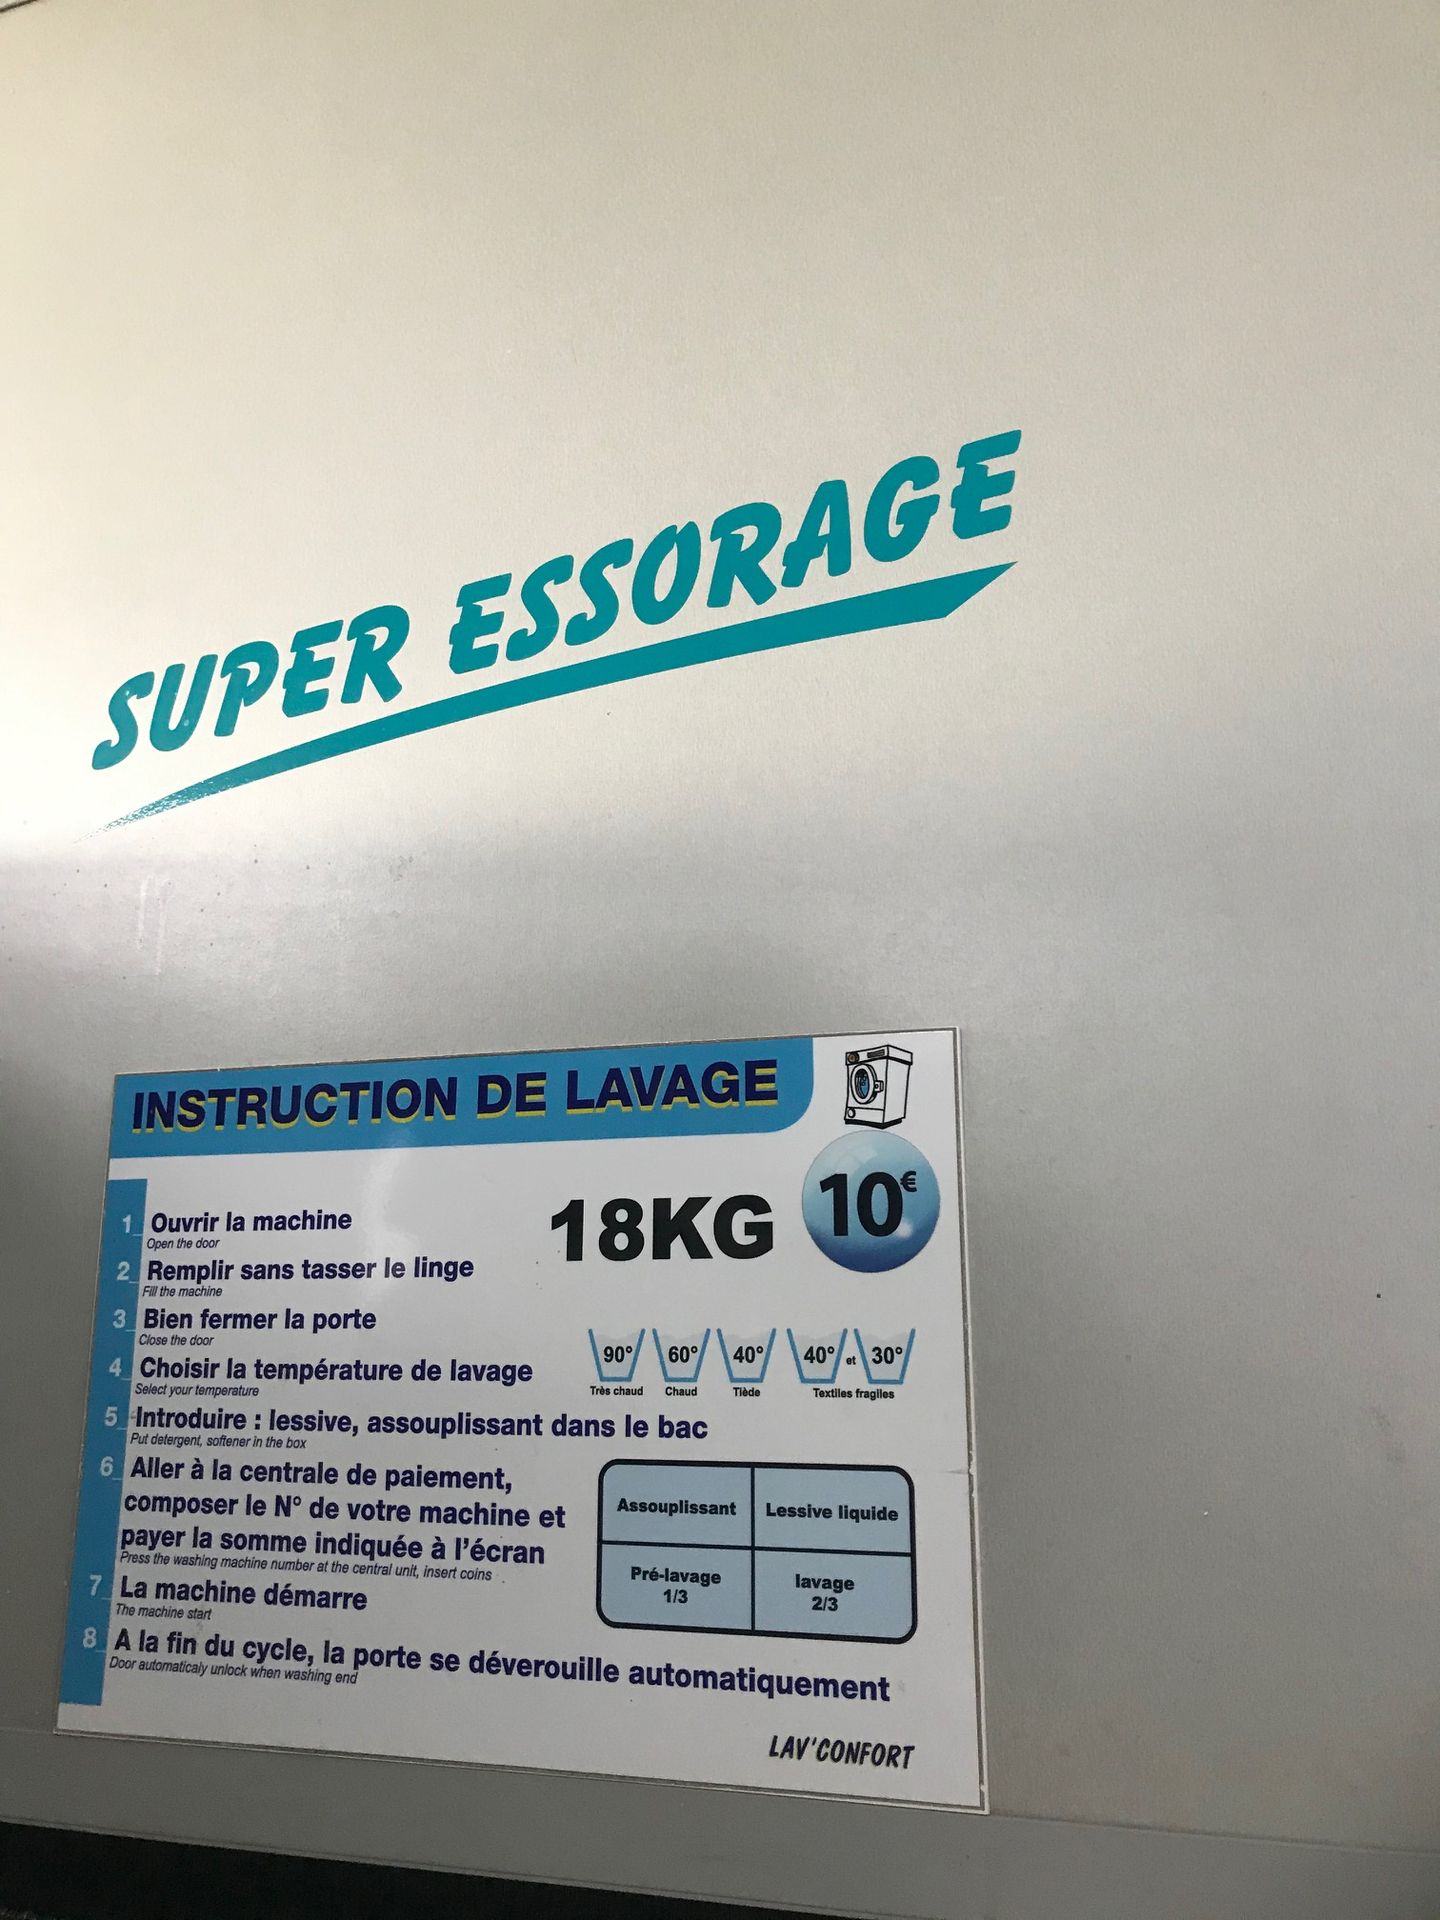 SUPER ESSORAGE
INSTRUCTION DE LAVAGE
18KG
10€
1 Ouvrir la machine
Open the door
2 Remplir sans tasser le linge
Fill the machine
3 Bien fermer la porte
Close the door
4 Choisir la température de lavage
Select your temperature
90° 60° 40° 40° et 30°
Très chaud Chaud Tiède Textiles fragiles
5 Introduire : lessive, assouplissant dans le bac
Put detergent, softener in the box
6 Aller à la centrale de paiement,
composer le N° de votre machine et
payer la somme indiquée à l'écran
Press the washing machine number at the central unit, insert coins
Assouplissant Lessive liquide
Pré-lavage lavage
1/3 2/3
7 La machine démarre
The machine start
8 A la fin du cycle, la porte se déverouille automatiquement
Door automaticaly unlock when washing end
LAV'CONFORT